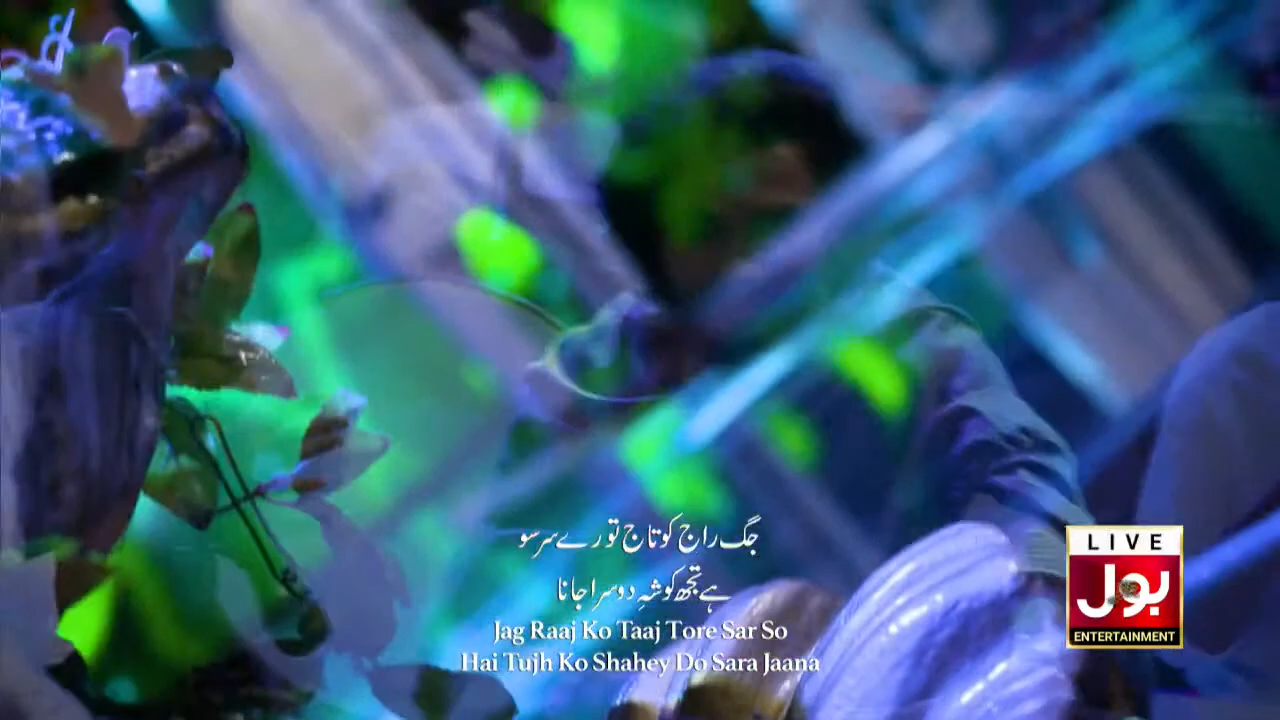 جگ راج کو تاج تورے سر سو
ہے تجھ کو شہِ دوسرا جانا
Jag Raaj Ko Taaj Tore Sar So
Hai Tujh Ko Shahey Do Sara Jaana
LIVE
بول
ENTERTAINMENT